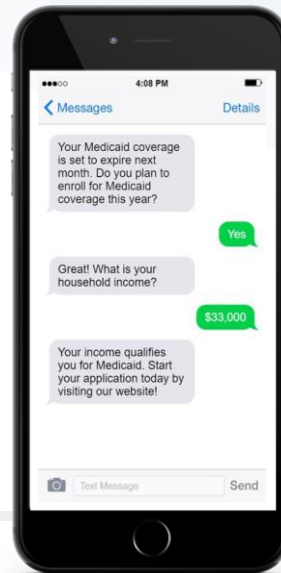 4:08 PM
Messages
Details
Your Medicaid coverage
is set to expire next
month. Do you plan to
enroll for Medicaid
coverage this year?
Yes
Great! What is your
household income?
$33,000
Your income qualifies
you for Medicaid. Start
your application today by
visiting our website!
Text Message
Send